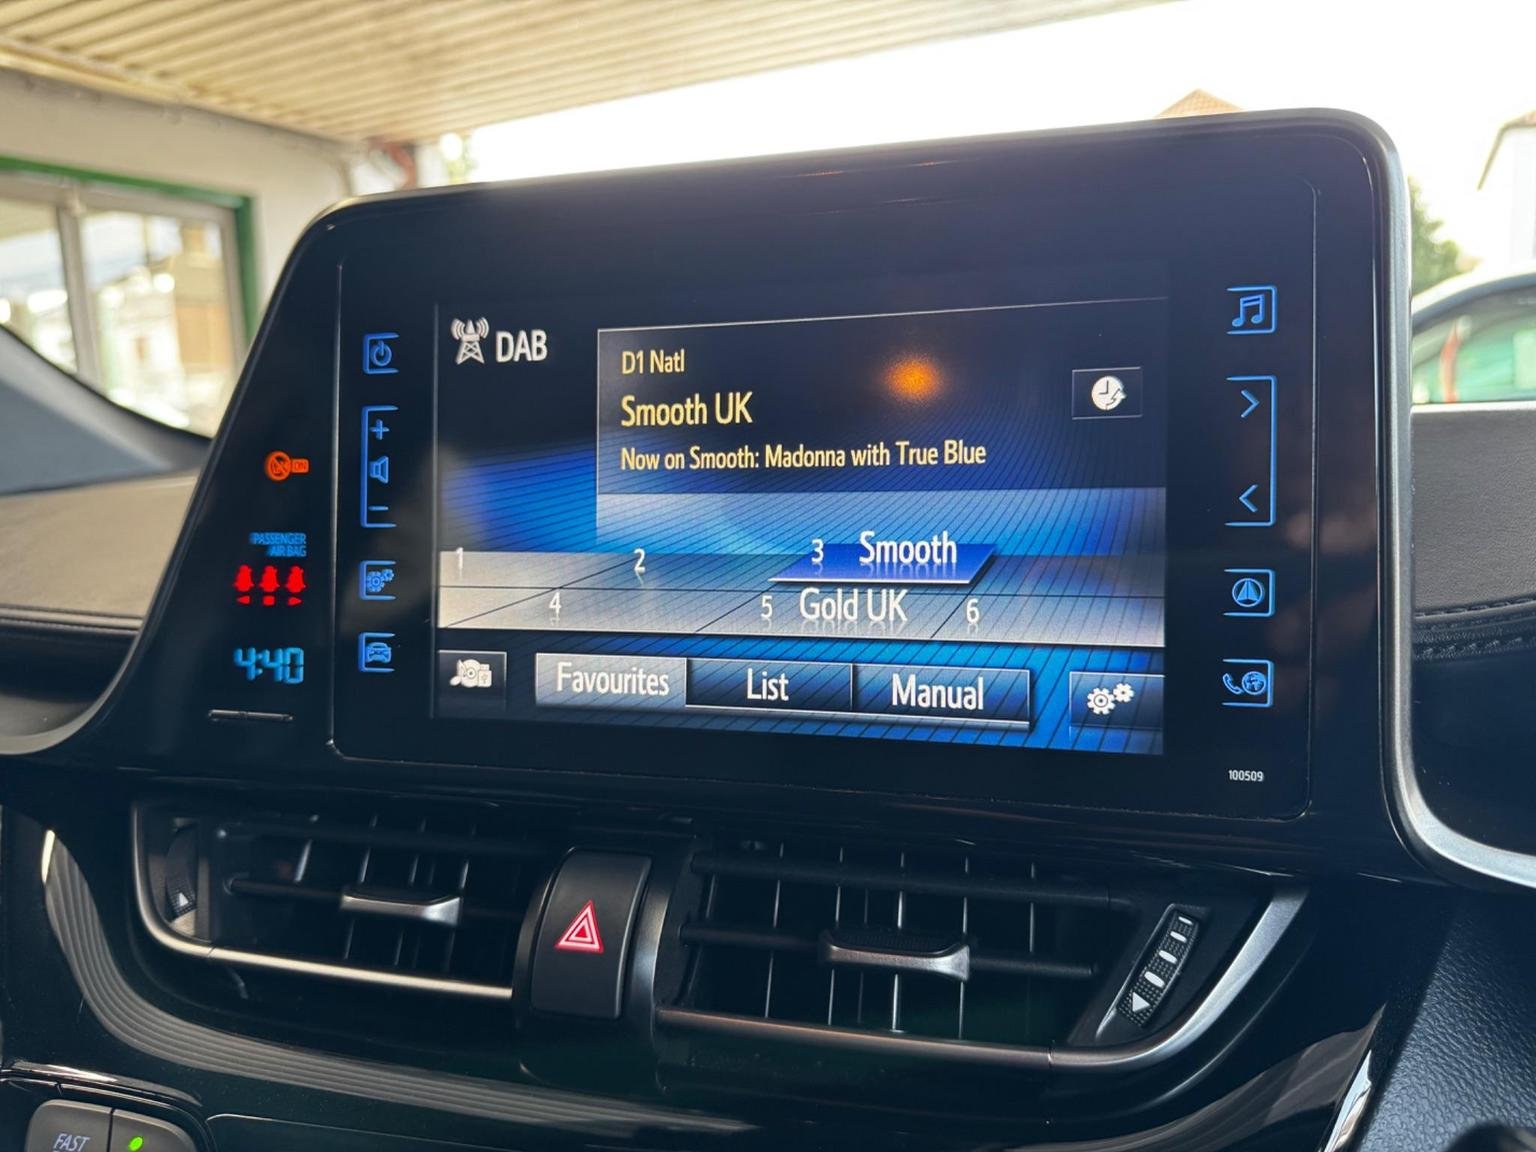 DAB
D1 Natl
Smooth UK
Now on Smooth: Madonna with True Blue
1
2
3 Smooth
4
5 Gold UK
6
Favourites
List
Manual
ON
PASSENGER
AIR BAG
4:40
100509
FAST